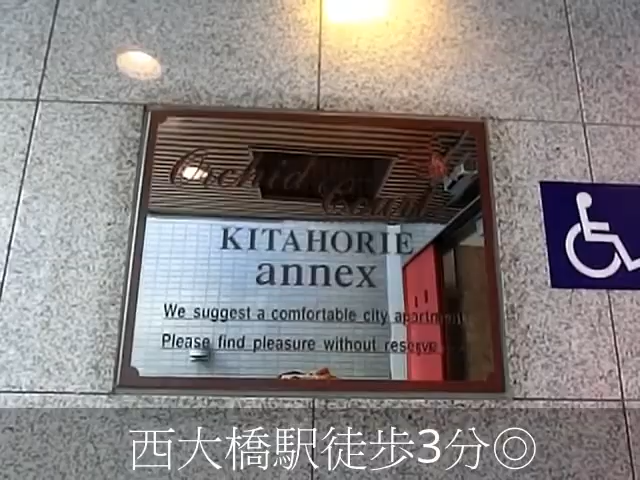 Orchid
Court
KITAHORIE
annex
We suggest a comfortable city apartment
Please find pleasure without reserve
西大橋駅徒歩3分◎